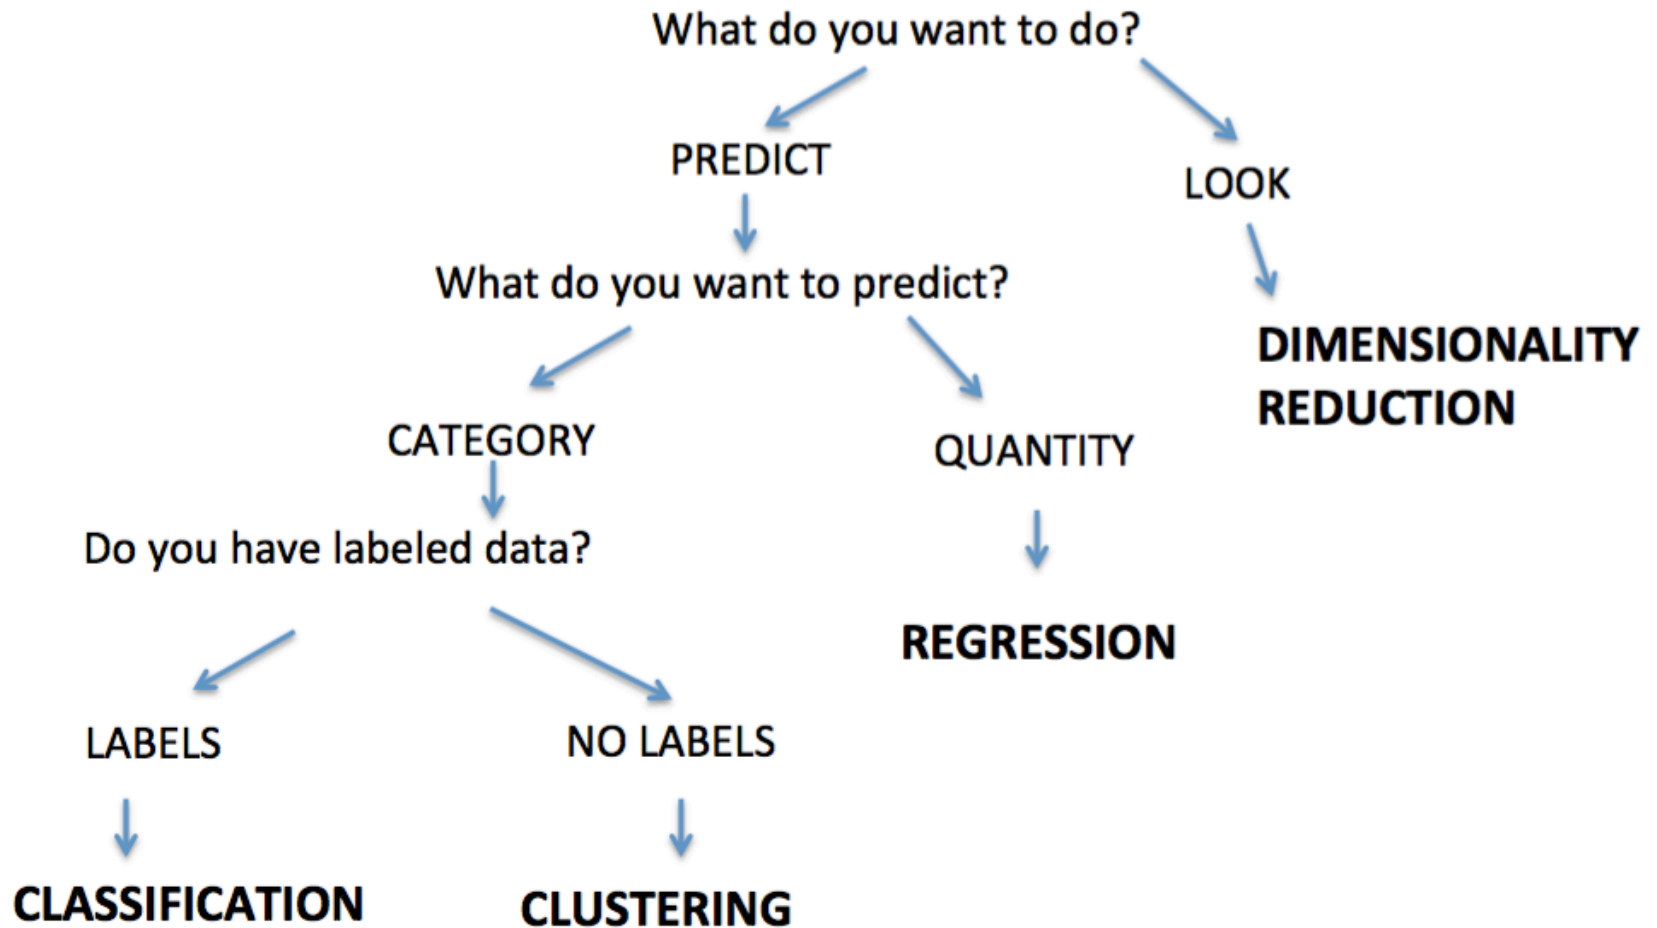 What do you want to do?
PREDICT
LOOK
What do you want to predict?
DIMENSIONALITY
REDUCTION
CATEGORY
QUANTITY
Do you have labeled data?
REGRESSION
LABELS
NO LABELS
CLASSIFICATION
CLUSTERING